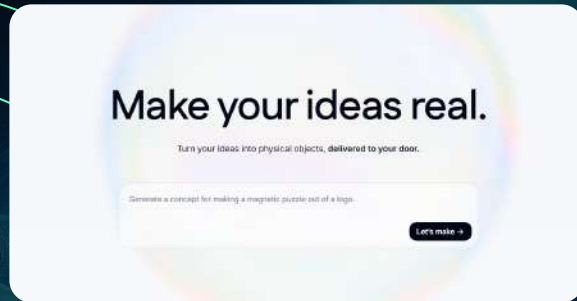 Make your ideas real.
Turn your ideas into physical objects, delivered to your door.
Generate a concept for making a magnetic puzzle out of a logo.
Let's make →